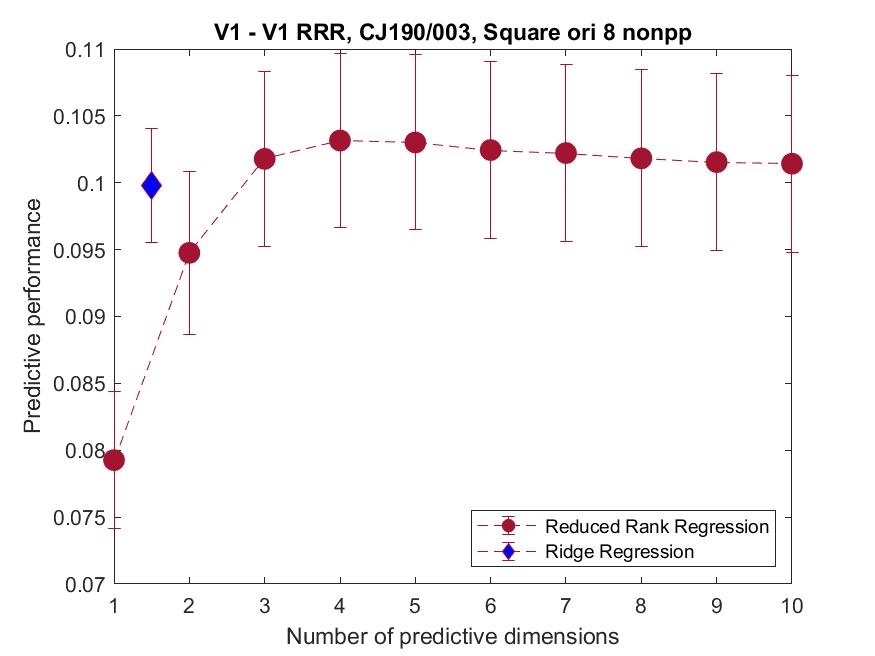 V1 - V1 RRR, CJ190/003, Square ori 8 nonpp
0.11
0.105
0.1
0.095
0.09
0.085
0.08
0.075
0.07
Predictive performance
1 2 3 4 5 6 7 8 9 10
Number of predictive dimensions
Reduced Rank Regression
Ridge Regression